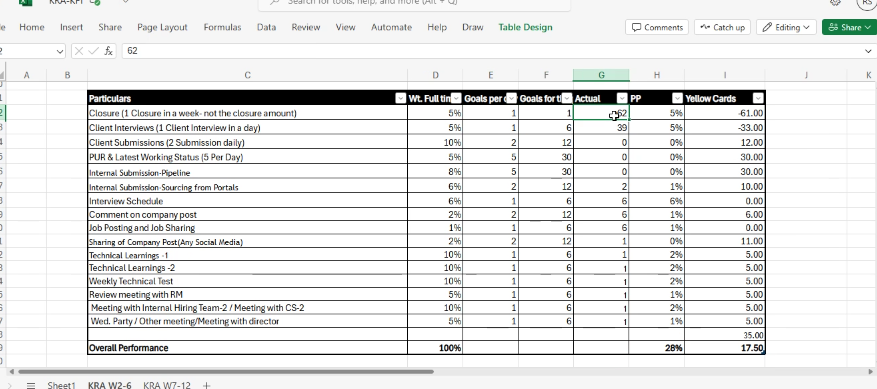 KRA-KPI
Search for tools, help, and more (Alt + Q)
Home Insert Share Page Layout Formulas Data Review View Automate Help Draw Table Design Comments Catch up Editing Share
fx 62
A B C D E F G H I J K
Particulars Wt. Full Goals per Goals for Actual PP Yellow Cards
Closure (1 Closure in a week- not the closure amount) 5% 1 1 62 5% -61.00
Client Interviews (1 Client Interview in a day) 5% 1 6 39 5% -33.00
Client Submissions (2 Submission daily) 10% 2 12 0 0% 12.00
PUR & Latest Working Status (5 Per Day) 5% 5 30 0 0% 30.00
Internal Submission-Pipeline 8% 5 30 0 0% 30.00
Internal Submission-Sourcing from Portals 6% 2 12 2 1% 10.00
Interview Schedule 6% 1 6 6 6% 0.00
Comment on company post 2% 2 12 6 1% 6.00
Job Posting and Job Sharing 1% 1 6 6 1% 0.00
Sharing of Company Post(Any Social Media) 2% 2 12 1 0% 11.00
Technical Learnings -1 10% 1 6 1 2% 5.00
Technical Learnings -2 10% 1 6 1 2% 5.00
Weekly Technical Test 10% 1 6 1 2% 5.00
Review meeting with RM 5% 1 6 1 1% 5.00
Meeting with Internal Hiring Team-2 / Meeting with CS-2 10% 1 6 1 2% 5.00
Wed. Party / Other meeting/Meeting with director 5% 1 6 1 1% 5.00
35.00
Overall Performance 100% 28% 17.50
Sheet1 KRA W2-6 KRA W7-12 +